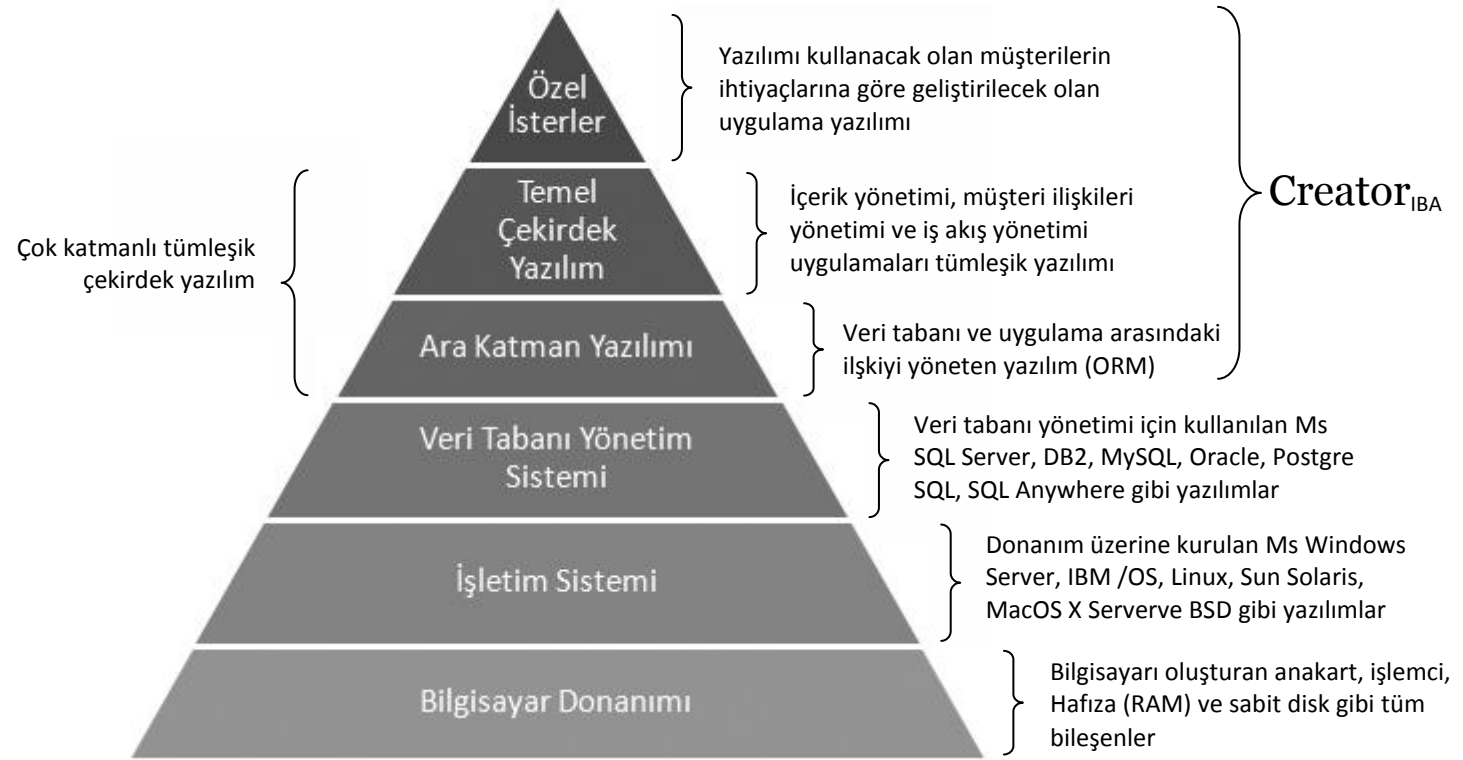 Özel
İsterler
Yazılımı kullanacak olan müşterilerin
ihtiyaçlarına göre geliştirilecek olan
uygulama yazılımı
Temel
Çekirdek
Yazılım
İçerik yönetimi, müşteri ilişkileri
yönetimi ve iş akış yönetimi
uygulamaları tümleşik yazılımı
Creator IBA
Çok katmanlı tümleşik
çekirdek yazılım
Ara Katman Yazılımı
Veri tabanı ve uygulama arasındaki
ilşkiyi yöneten yazılım (ORM)
Veri Tabanı Yönetim
Sistemi
Veri tabanı yönetimi için kullanılan Ms
SQL Server, DB2, MySQL, Oracle, Postgre
SQL, SQL Anywhere gibi yazılımlar
İşletim Sistemi
Donanım üzerine kurulan Ms Windows
Server, IBM /OS, Linux, Sun Solaris,
MacOS X Serverve BSD gibi yazılımlar
Bilgisayar Donanımı
Bilgisayarı oluşturan anakart, işlemci,
Hafıza (RAM) ve sabit disk gibi tüm
bileşenler